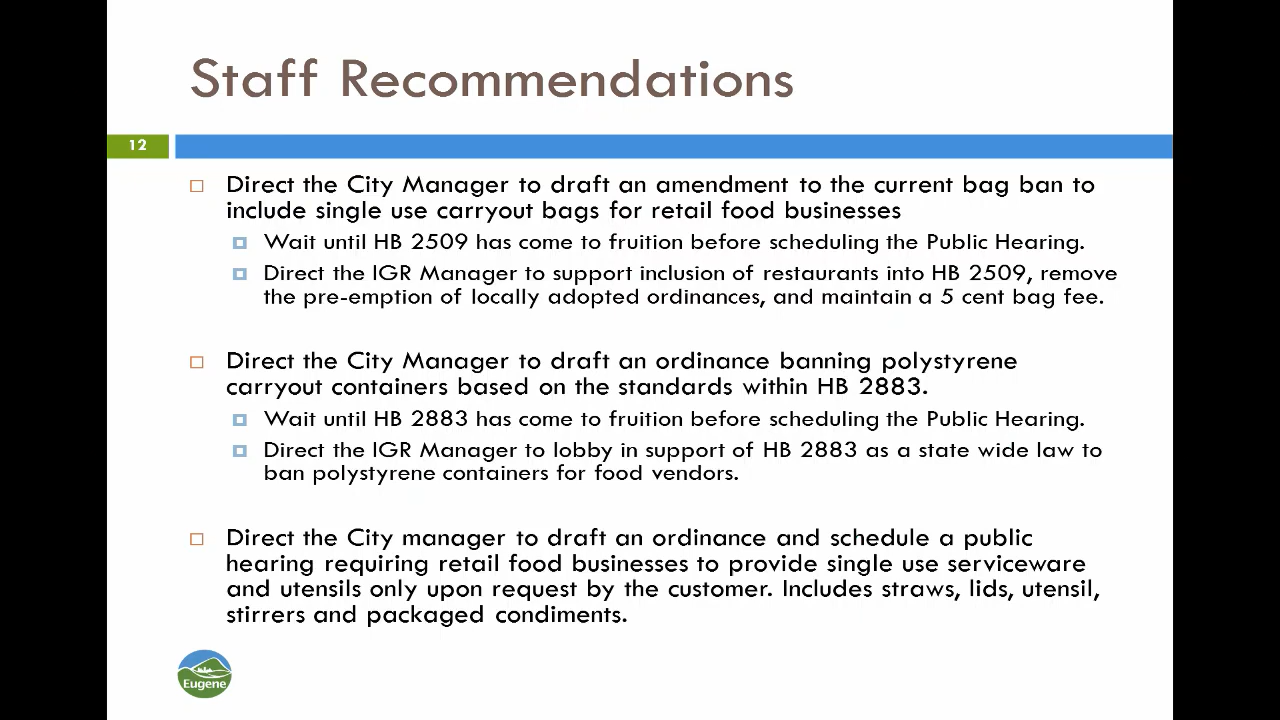 Staff Recommendations
12
Direct the City Manager to draft an amendment to the current bag ban to
include single use carryout bags for retail food businesses
Wait until HB 2509 has come to fruition before scheduling the Public Hearing.
Direct the IGR Manager to support inclusion of restaurants into HB 2509, remove
the pre-emption of locally adopted ordinances, and maintain a 5 cent bag fee.
Direct the City Manager to draft an ordinance banning polystyrene
carryout containers based on the standards within HB 2883.
Wait until HB 2883 has come to fruition before scheduling the Public Hearing.
Direct the IGR Manager to lobby in support of HB 2883 as a state wide law to
ban polystyrene containers for food vendors.
Direct the City manager to draft an ordinance and schedule a public
hearing requiring retail food businesses to provide single use serviceware
and utensils only upon request by the customer. Includes straws, lids, utensil,
stirrers and packaged condiments.
Eugene